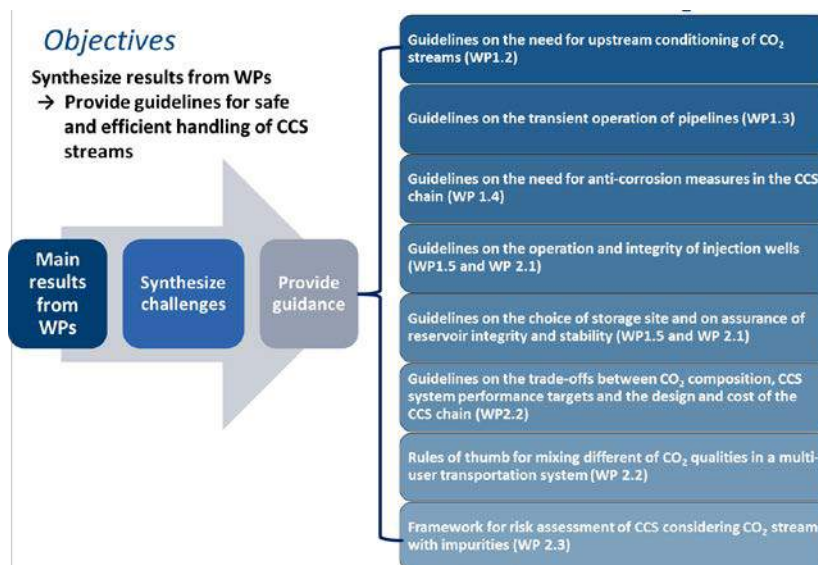 Objectives
Synthesize results from WPs
→ Provide guidelines for safe
and efficient handling of CCS
streams
Main
results
from
WPs
Synthesize
challenges
Provide
guidance
Guidelines on the need for upstream conditioning of CO₂
streams (WP1.2)
Guidelines on the transient operation of pipelines (WP1.3)
Guidelines on the need for anti-corrosion measures in the CCS
chain (WP 1.4)
Guidelines on the operation and integrity of injection wells
(WP1.5 and WP 2.1)
Guidelines on the choice of storage site and on assurance of
reservoir integrity and stability (WP1.5 and WP 2.1)
Guidelines on the trade-offs between CO₂ composition, CCS
system performance targets and the design and cost of the
CCS chain (WP2.2)
Rules of thumb for mixing different of CO₂ qualities in a multi-
user transportation system (WP 2.2)
Framework for risk assessment of CCS considering CO₂ stream
with impurities (WP 2.3)